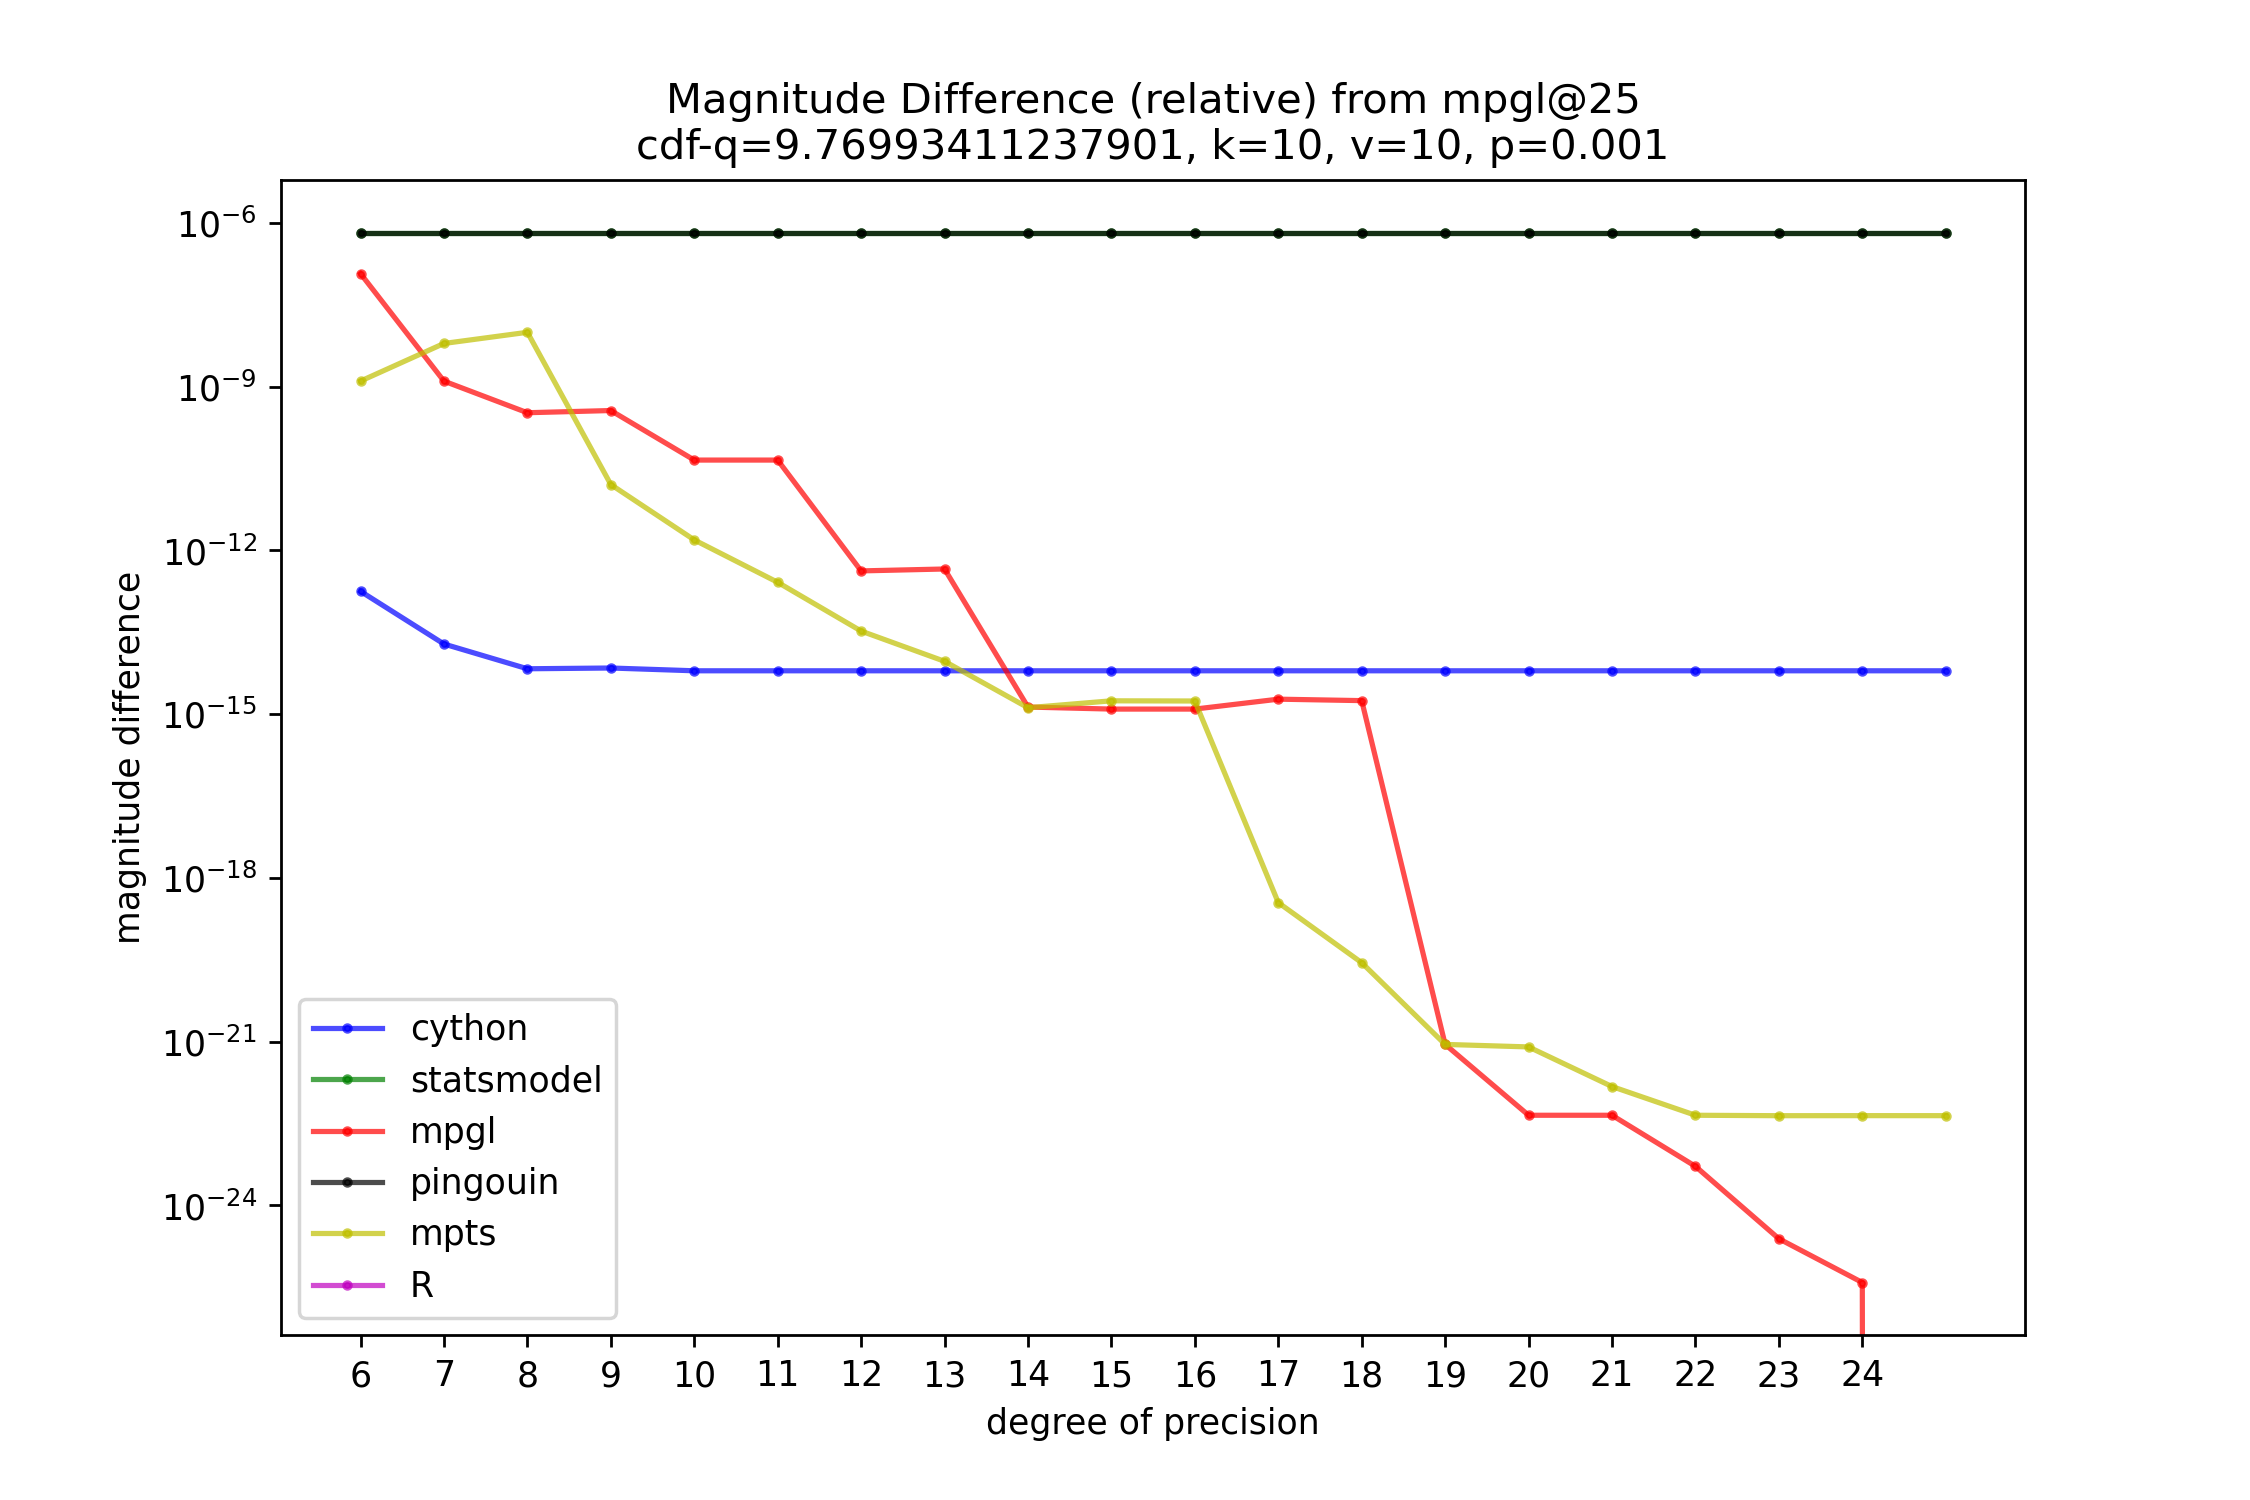 Magnitude Difference (relative) from mpgl@25
cdf-q=9.76993411237901, k=10, v=10, p=0.001
magnitude difference
10−6
10−9
10−12
10−15
10−18
10−21
10−24
cython
statsmodel
mpgl
pingouin
mpts
R
6 7 8 9 10 11 12 13 14 15 16 17 18 19 20 21 22 23 24
degree of precision